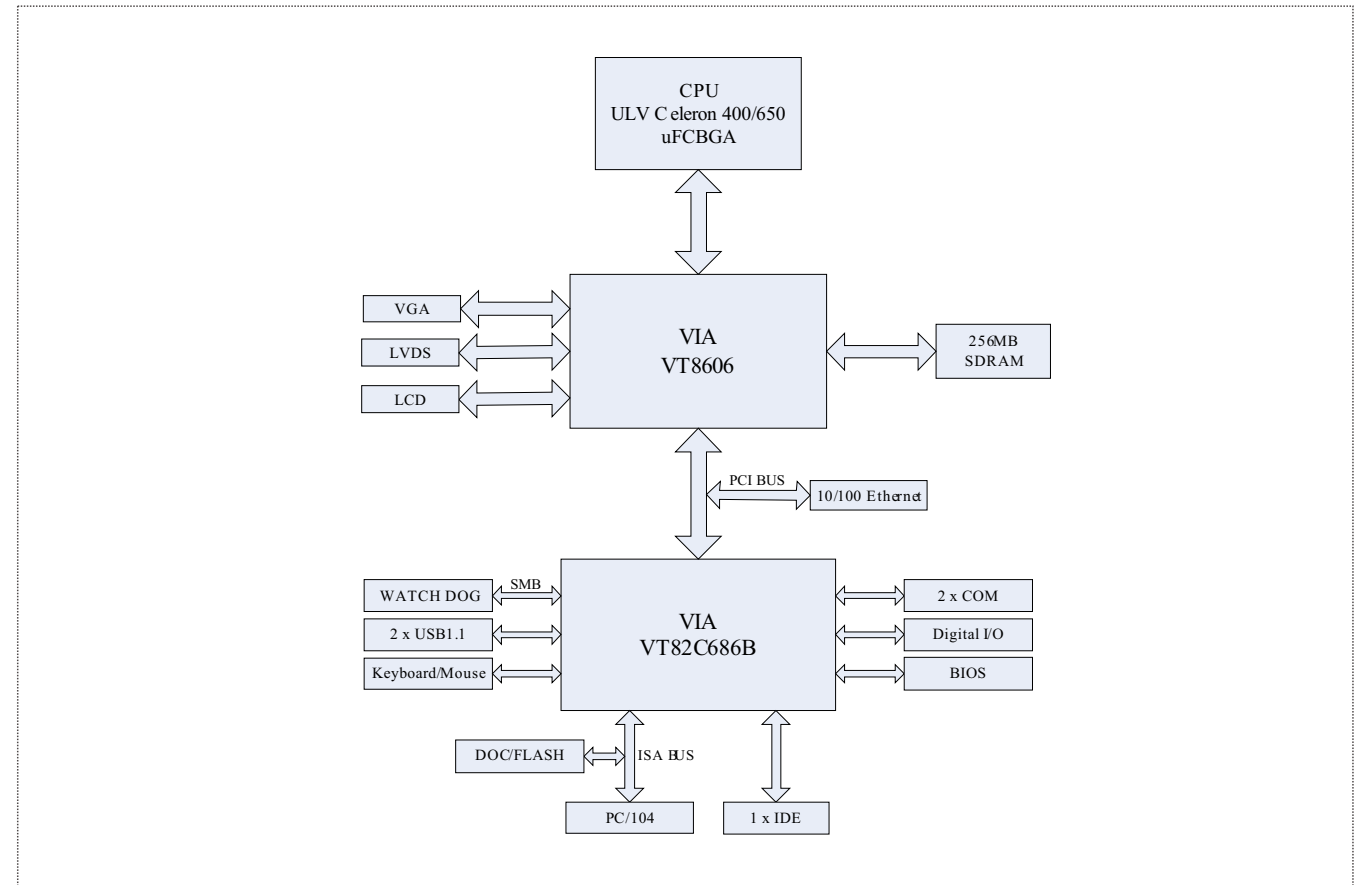 CPU
ULV Celeron 400/650
uFCBGA
VGA
LVDS
LCD
VIA
VT8606
256MB
SDRAM
PCI BUS
10/100 Ethernet
WATCH DOG
SMB
2 x USB1.1
Keyboard/Mouse
VIA
VT82C686B
2 x COM
Digital I/O
BIOS
DOC/FLASH
ISA BUS
PC/104
1 x IDE